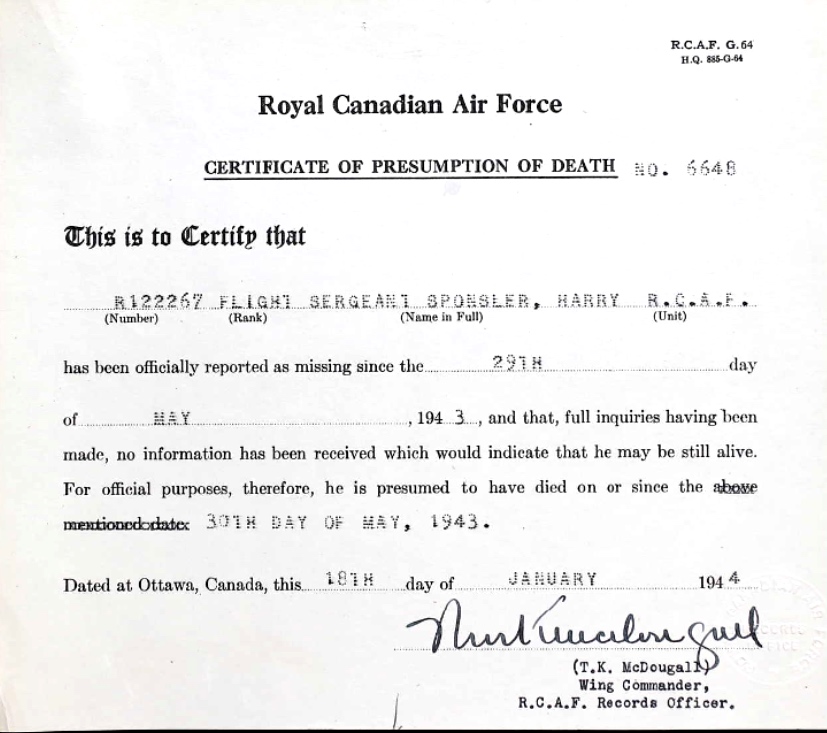 R.C.A.F. G.64
H.Q. 885-G-64
Royal Canadian Air Force
CERTIFICATE OF PRESUMPTION OF DEATH NO. 6648
This is to Certify that
R122267 FLIGHT SERGEANT SPONSLER, HARRY R.C.A.F.
(Number) (Rank) (Name in Full) (Unit)
has been officially reported as missing since the 29TH day
of MAY, 1943, and that, full inquiries having been
made, no information has been received which would indicate that he may be still alive.
For official purposes, therefore, he is presumed to have died on or since the above
mentioned date: 30TH DAY OF MAY, 1943.
Dated at Ottawa, Canada, this 18TH day of JANUARY 1944
(T.K. McDougall)
Wing Commander,
R.C.A.F. Records Officer.